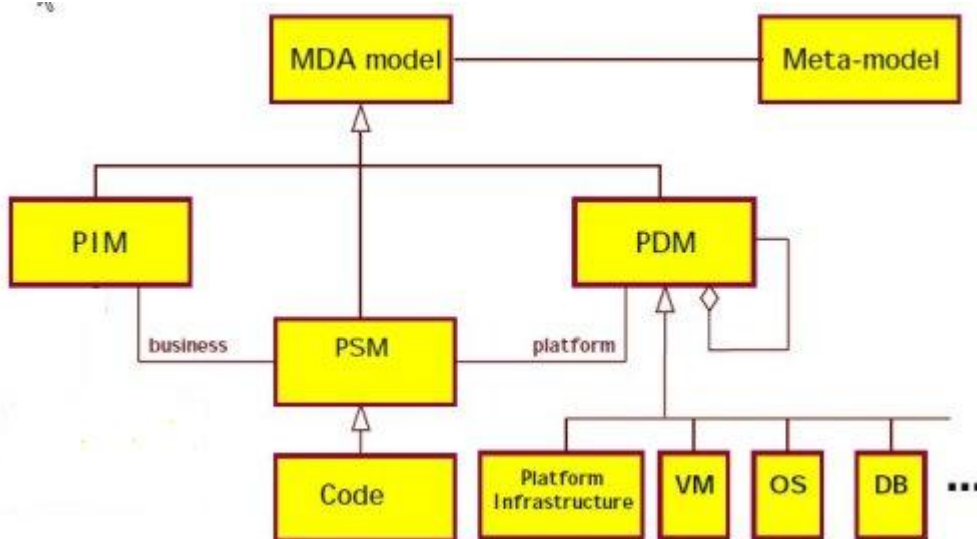 MDA model
Meta-model
PIM
PDM
business
PSM
platform
Code
Platform
Infrastructure
VM
OS
DB
...